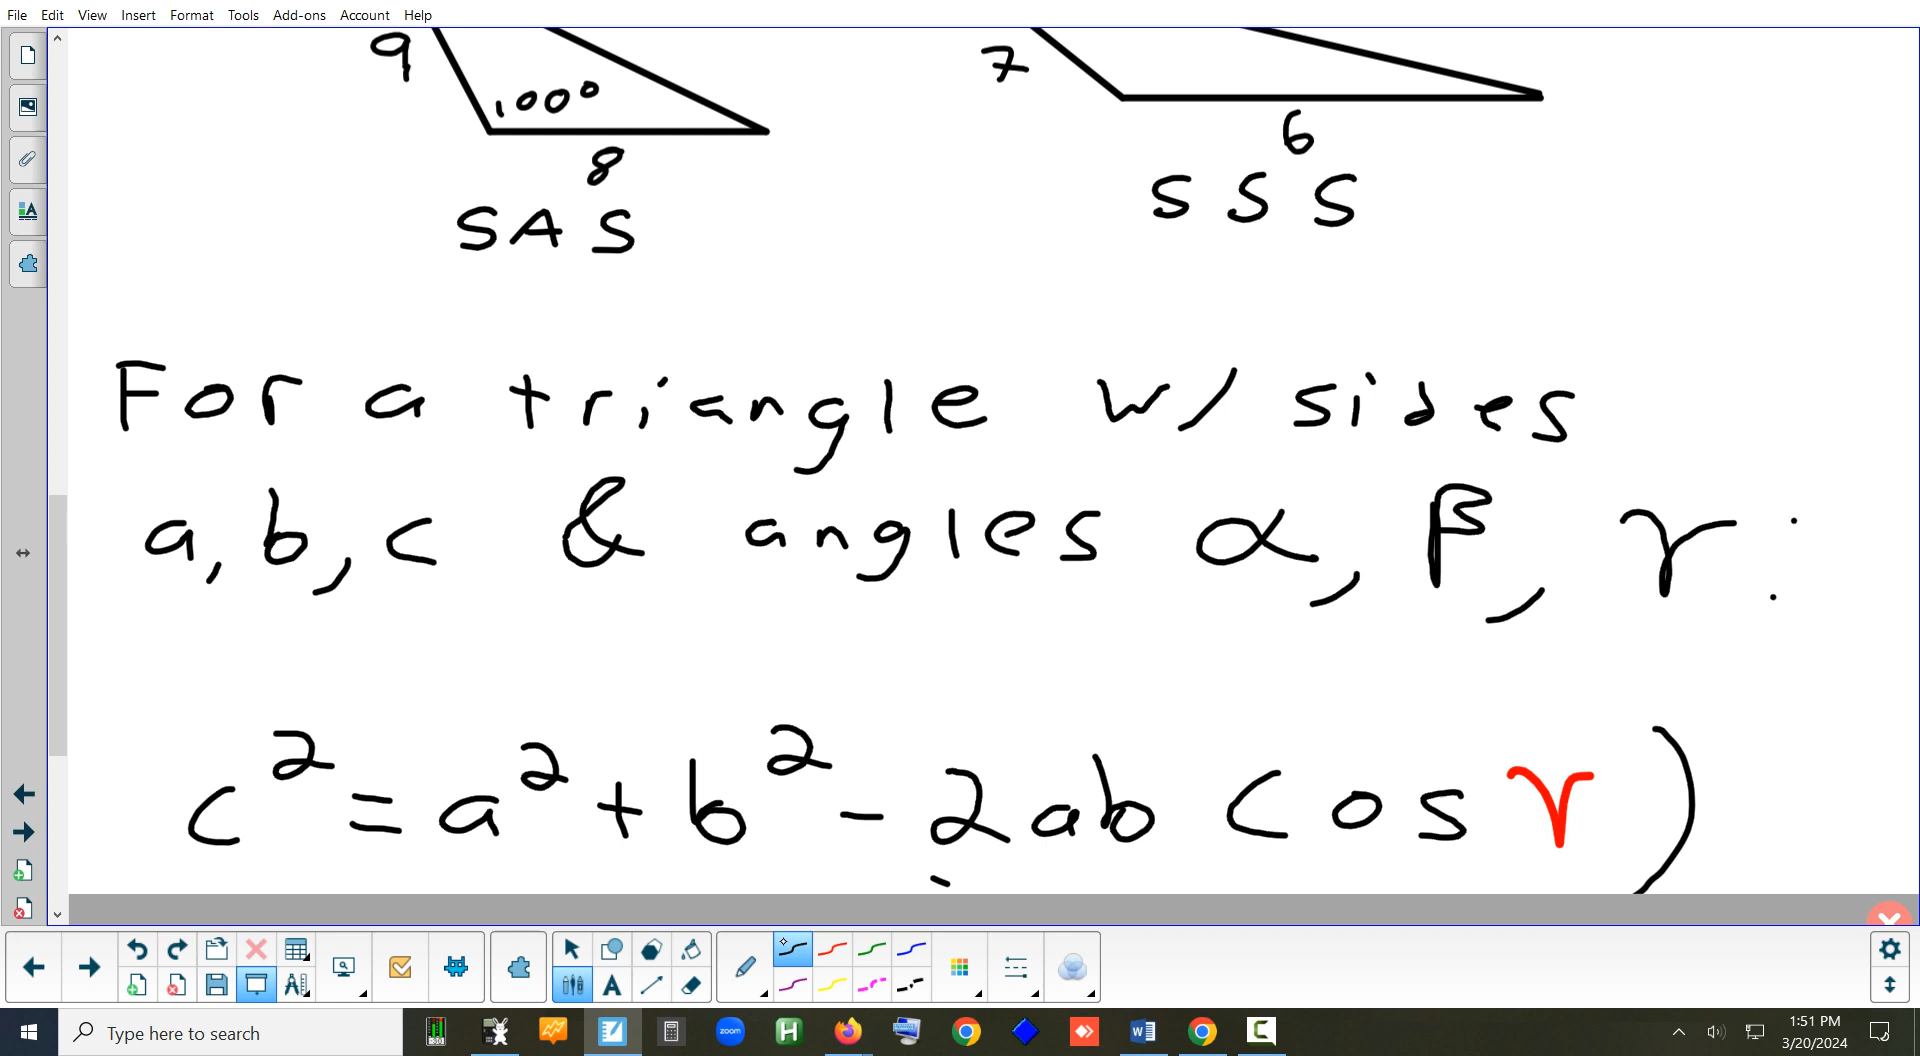 File Edit View Insert Format Tools Add-ons Account Help
9 100° 8
7 6
SAS
SSS
For a triangle w/ sides
a, b, c & angles α, β, γ:
c² = a² + b² - 2ab cos γ )
A
zoom
H
W
C
Type here to search
1:51 PM
3/20/2024